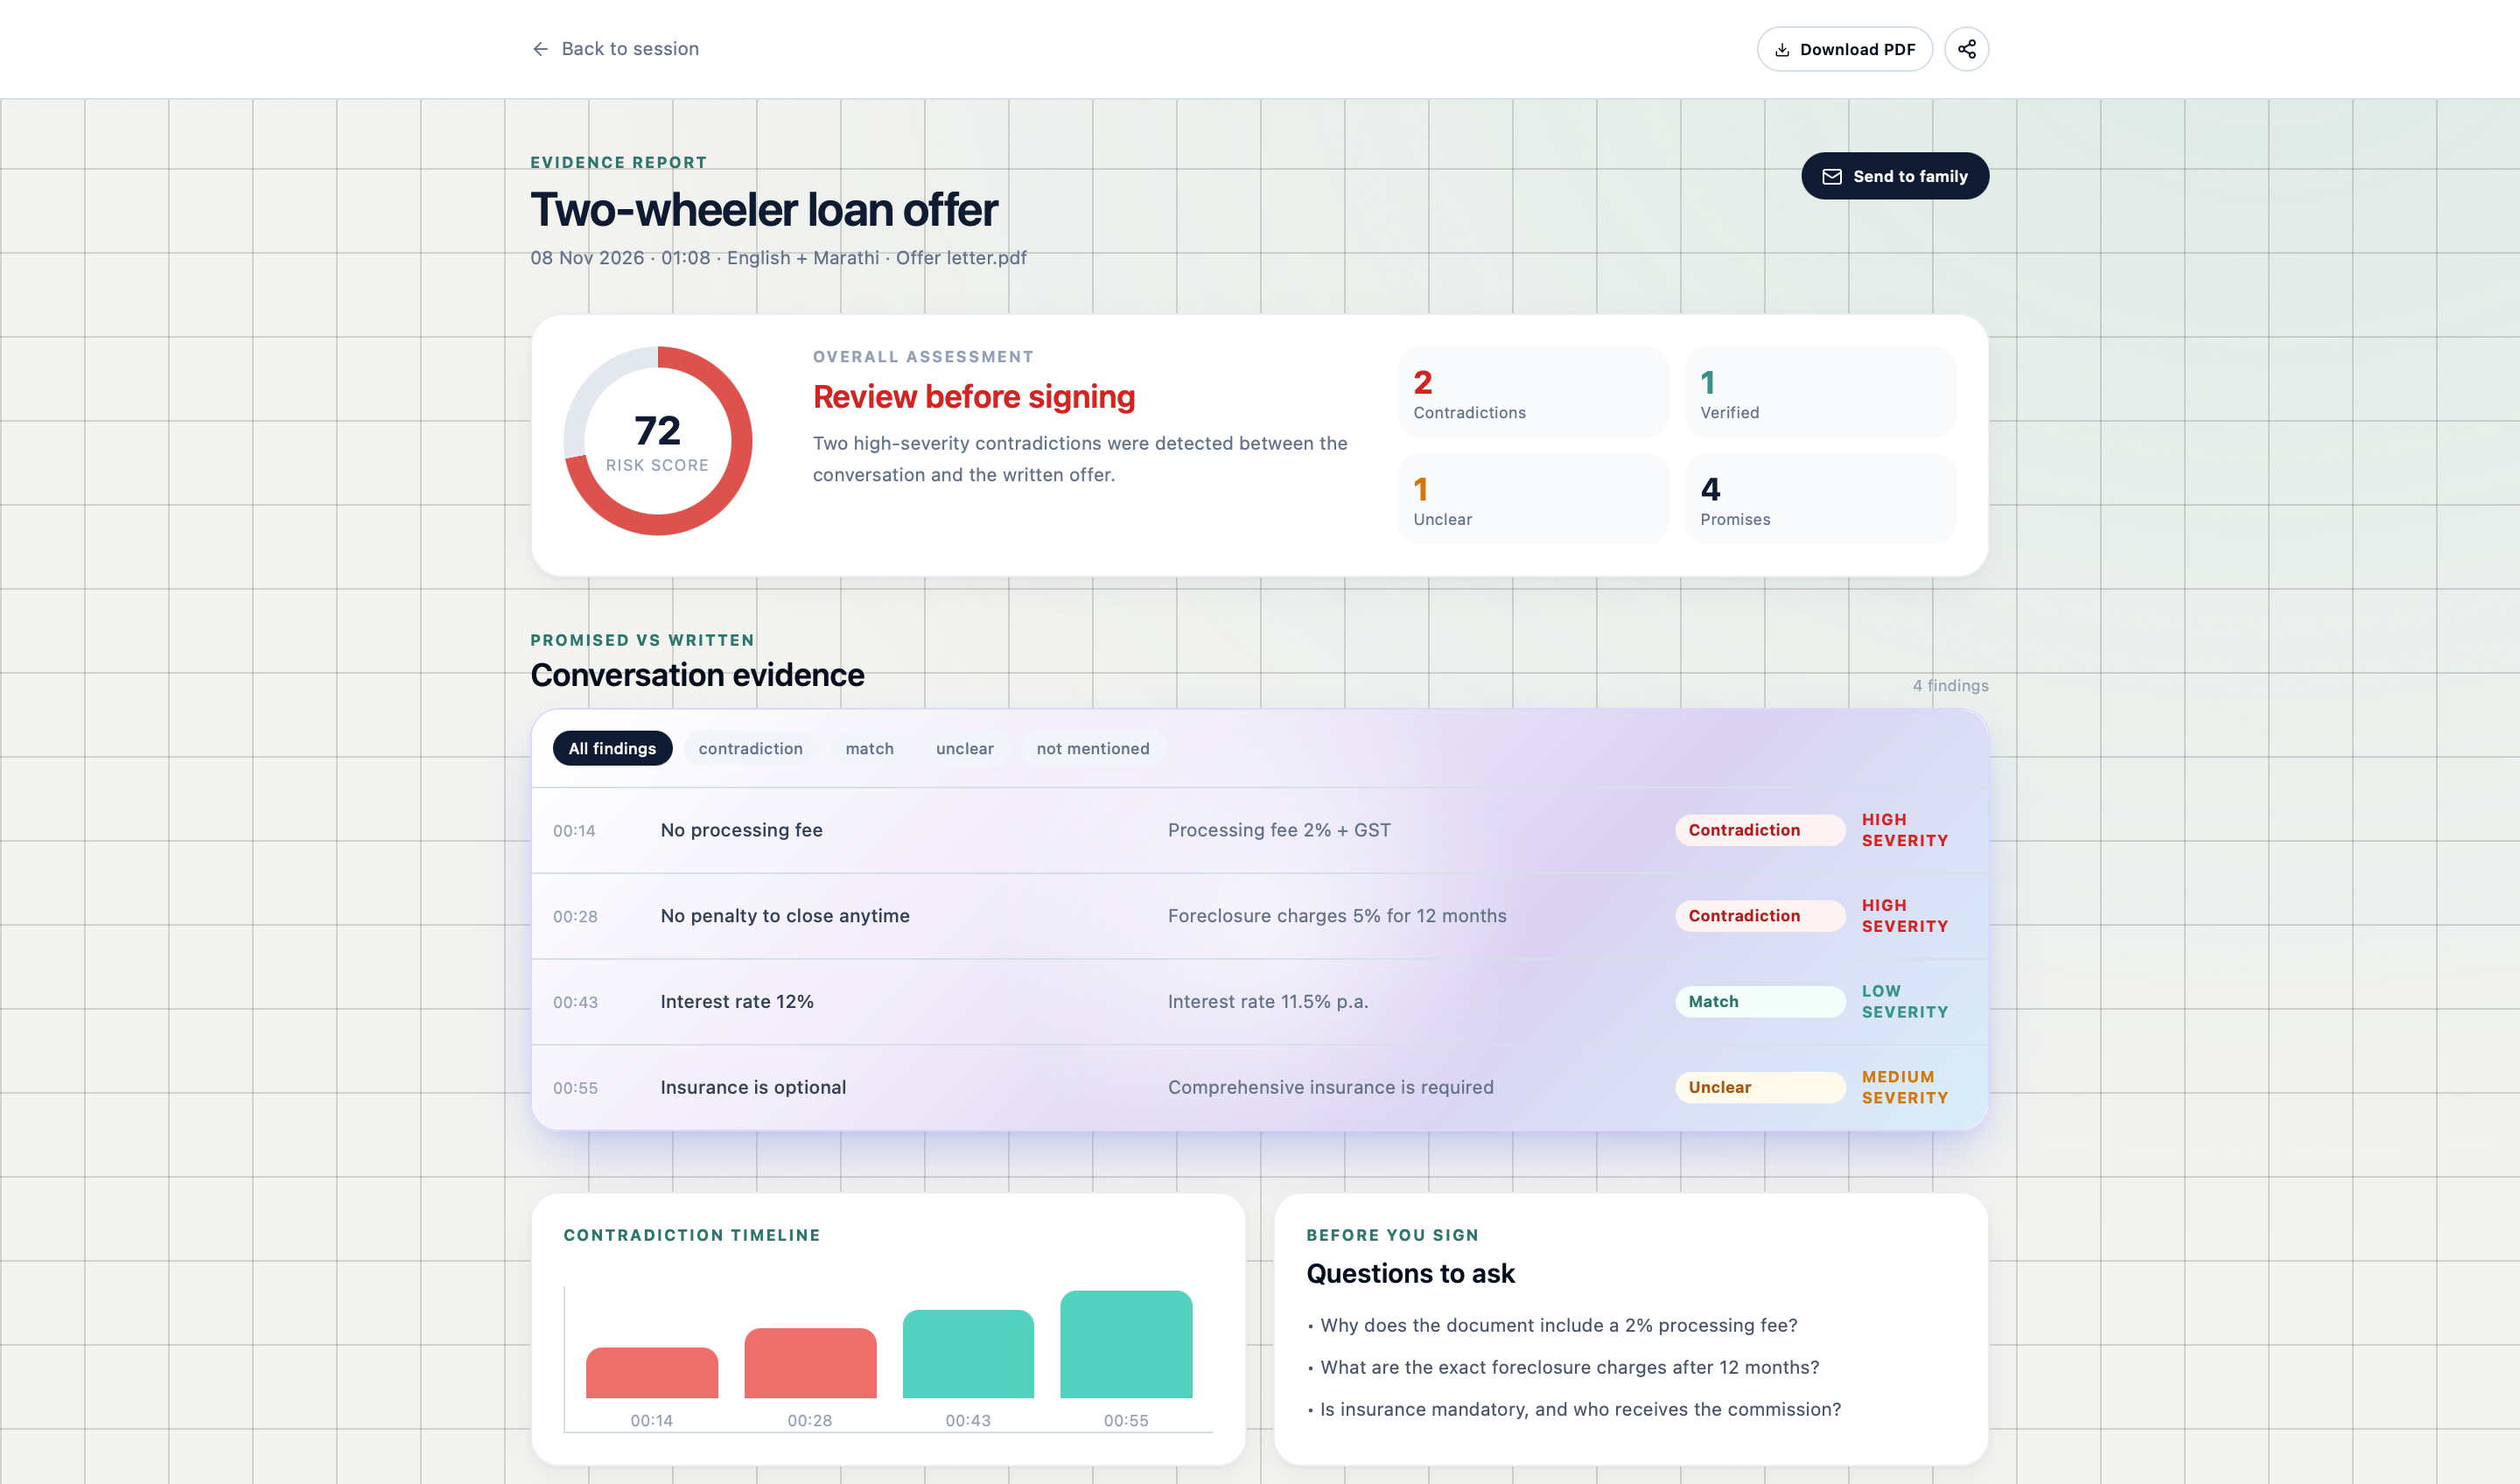 Back to session
Download PDF
EVIDENCE REPORT
Two-wheeler loan offer
08 Nov 2026 · 01:08 · English + Marathi · Offer letter.pdf
Send to family
72
RISK SCORE
OVERALL ASSESSMENT
Review before signing
Two high-severity contradictions were detected between the
conversation and the written offer.
2
Contradictions
1
Verified
1
Unclear
4
Promises
PROMISED VS WRITTEN
Conversation evidence
4 findings
All findings contradiction match unclear not mentioned
00:14 No processing fee Processing fee 2% + GST Contradiction HIGH SEVERITY
00:28 No penalty to close anytime Foreclosure charges 5% for 12 months Contradiction HIGH SEVERITY
00:43 Interest rate 12% Interest rate 11.5% p.a. Match LOW SEVERITY
00:55 Insurance is optional Comprehensive insurance is required Unclear MEDIUM SEVERITY
CONTRADICTION TIMELINE
00:14 00:28 00:43 00:55
BEFORE YOU SIGN
Questions to ask
• Why does the document include a 2% processing fee?
• What are the exact foreclosure charges after 12 months?
• Is insurance mandatory, and who receives the commission?